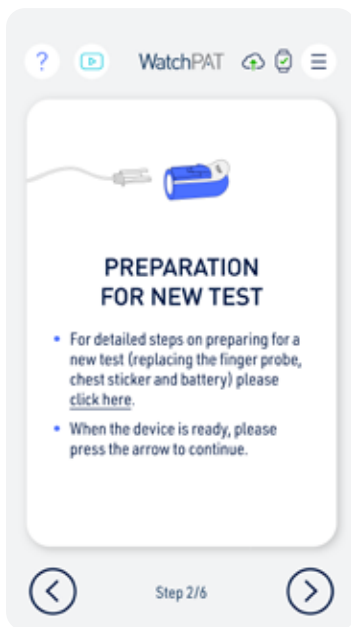 ?
WatchPAT
PREPARATION
FOR NEW TEST
• For detailed steps on preparing for a
new test (replacing the finger probe,
chest sticker and battery) please
click here.
• When the device is ready, please
press the arrow to continue.
Step 2/6